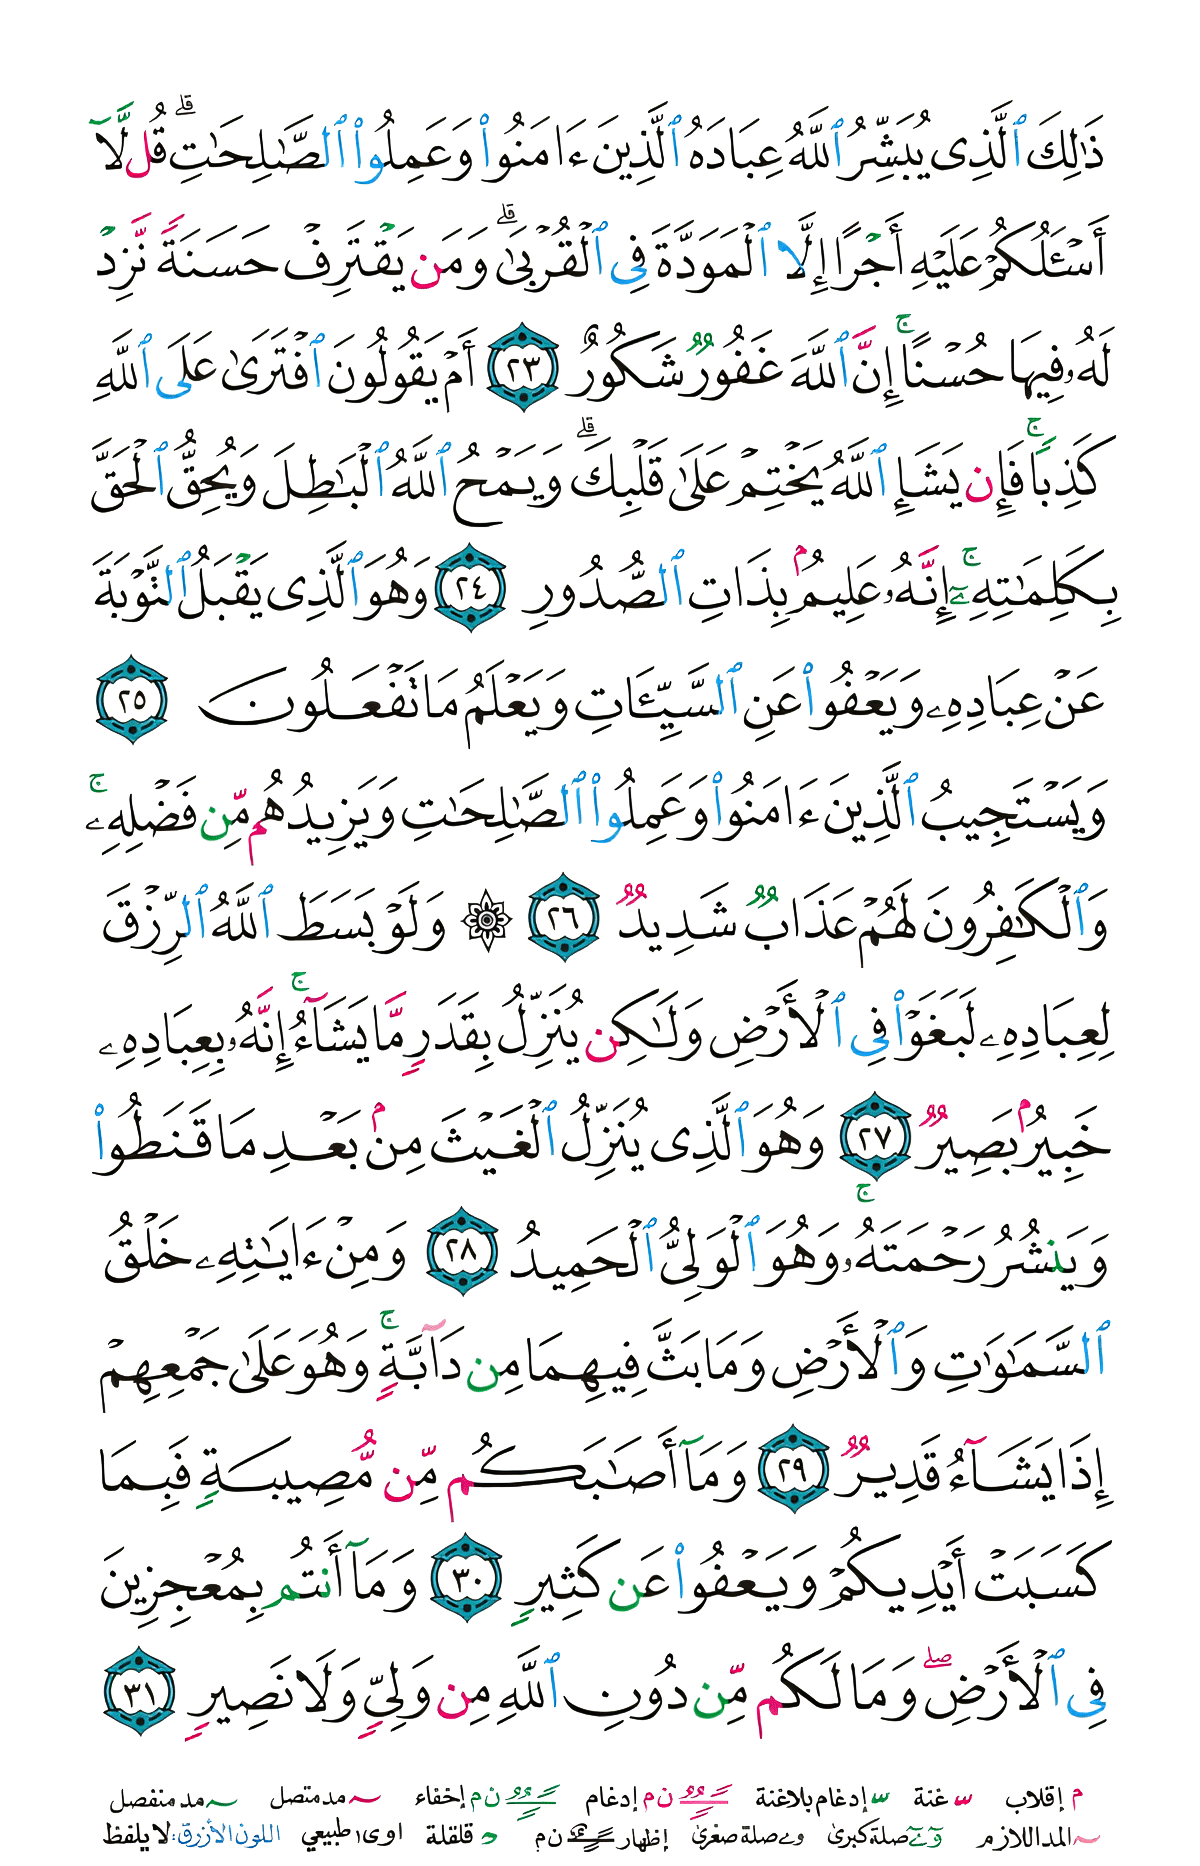 ذَٰلِكَ ٱلَّذِى يُبَشِّرُ ٱللَّهُ عِبَادَهُ ٱلَّذِينَ ءَامَنُوا۟ وَعَمِلُوا۟ ٱلصَّـٰلِحَـٰتِ ۗ قُل لَّآ
أَسْـَٔلُكُمْ عَلَيْهِ أَجْرًا إِلَّا ٱلْمَوَدَّةَ فِى ٱلْقُرْبَىٰ ۗ وَمَن يَقْتَرِفْ حَسَنَةً نَّزِدْ
لَهُۥ فِيهَا حُسْنًا ۚ إِنَّ ٱللَّهَ غَفُورٌ شَكُورٌ ٢٣ أَمْ يَقُولُونَ ٱفْتَرَىٰ عَلَى ٱللَّهِ
كَذِبًا ۚ فَإِن يَشَإِ ٱللَّهُ يَخْتِمْ عَلَىٰ قَلْبِكَ ۗ وَيَمْحُ ٱللَّهُ ٱلْبَـٰطِلَ وَيُحِقُّ ٱلْحَقَّ
بِكَلِمَـٰتِهِۦٓ ۚ إِنَّهُۥ عَلِيمٌۢ بِذَاتِ ٱلصُّدُورِ ٢٤ وَهُوَ ٱلَّذِى يَقْبَلُ ٱلتَّوْبَةَ
عَنْ عِبَادِهِۦ وَيَعْفُوا۟ عَنِ ٱلسَّيِّـَٔاتِ وَيَعْلَمُ مَا تَفْعَلُونَ ٢٥
وَيَسْتَجِيبُ ٱلَّذِينَ ءَامَنُوا۟ وَعَمِلُوا۟ ٱلصَّـٰلِحَـٰتِ وَيَزِيدُهُم مِّن فَضْلِهِۦ ۚ
وَٱلْكَـٰفِرُونَ لَهُمْ عَذَابٌ شَدِيدٌ ٢٦ ۞ وَلَوْ بَسَطَ ٱللَّهُ ٱلرِّزْقَ
لِعِبَادِهِۦ لَبَغَوْا۟ فِى ٱلْأَرْضِ وَلَـٰكِن يُنَزِّلُ بِقَدَرٍ مَّا يَشَآءُ ۚ إِنَّهُۥ بِعِبَادِهِۦ
خَبِيرٌۢ بَصِيرٌ ٢٧ وَهُوَ ٱلَّذِى يُنَزِّلُ ٱلْغَيْثَ مِنۢ بَعْدِ مَا قَنَطُوا۟
وَيَنشُرُ رَحْمَتَهُۥ ۚ وَهُوَ ٱلْوَلِىُّ ٱلْحَمِيدُ ٢٨ وَمِنْ ءَايَـٰتِهِۦ خَلْقُ
ٱلسَّمَـٰوَٰتِ وَٱلْأَرْضِ وَمَا بَثَّ فِيهِمَا مِن دَآبَّةٍ ۚ وَهُوَ عَلَىٰ جَمْعِهِمْ
إِذَا يَشَآءُ قَدِيرٌ ٢٩ وَمَآ أَصَـٰبَكُم مِّن مُّصِيبَةٍ فَبِمَا
كَسَبَتْ أَيْدِيكُمْ وَيَعْفُوا۟ عَن كَثِيرٍ ٣٠ وَمَآ أَنتُم بِمُعْجِزِينَ
فِى ٱلْأَرْضِ ۖ وَمَا لَكُم مِّن دُونِ ٱللَّهِ مِن وَلِىٍّ وَلَا نَصِيرٍ ٣١
م إقلاب غنة إدغام بلاغنة ن م إدغام ن م إخفاء مد متصل مد منفصل
المد اللازم صلة كبرى و ے صلة صغرى إظهار ن م قلقلة اوى طبيعي اللون الأزرق: لا يلفظ